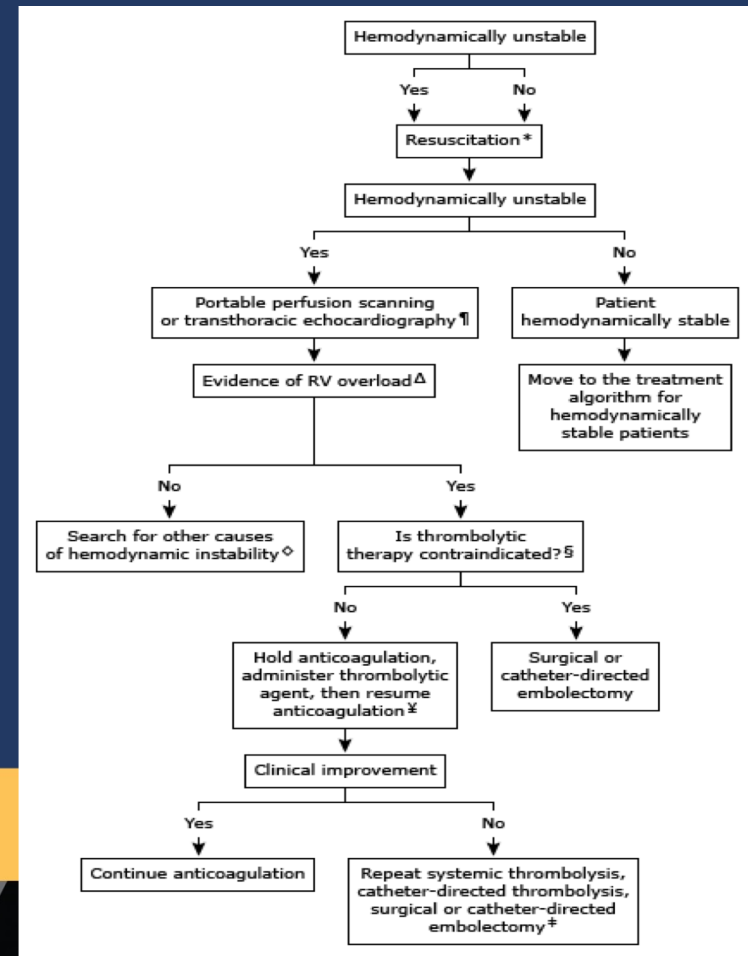 Hemodynamically unstable
Yes
No
Resuscitation*
Hemodynamically unstable
Yes
No
Portable perfusion scanning
or transthoracic echocardiography¶
Patient
hemodynamically stable
Evidence of RV overloadΔ
Move to the treatment
algorithm for
hemodynamically
stable patients
No
Yes
Search for other causes
of hemodynamic instability◇
Is thrombolytic
therapy contraindicated?§
No
Yes
Hold anticoagulation,
administer thrombolytic
agent, then resume
anticoagulation¥
Surgical or
catheter-directed
embolectomy
Clinical improvement
Yes
No
Continue anticoagulation
Repeat systemic thrombolysis,
catheter-directed thrombolysis,
surgical or catheter-directed
embolectomy‡